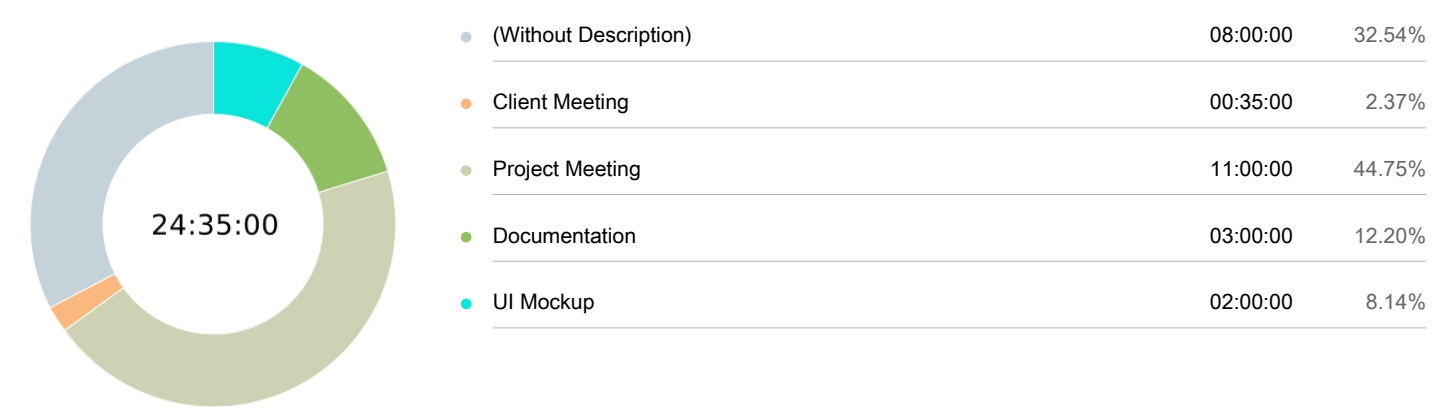 (Without Description) 08:00:00 32.54%
Client Meeting 00:35:00 2.37%
Project Meeting 11:00:00 44.75%
24:35:00
Documentation 03:00:00 12.20%
UI Mockup 02:00:00 8.14%